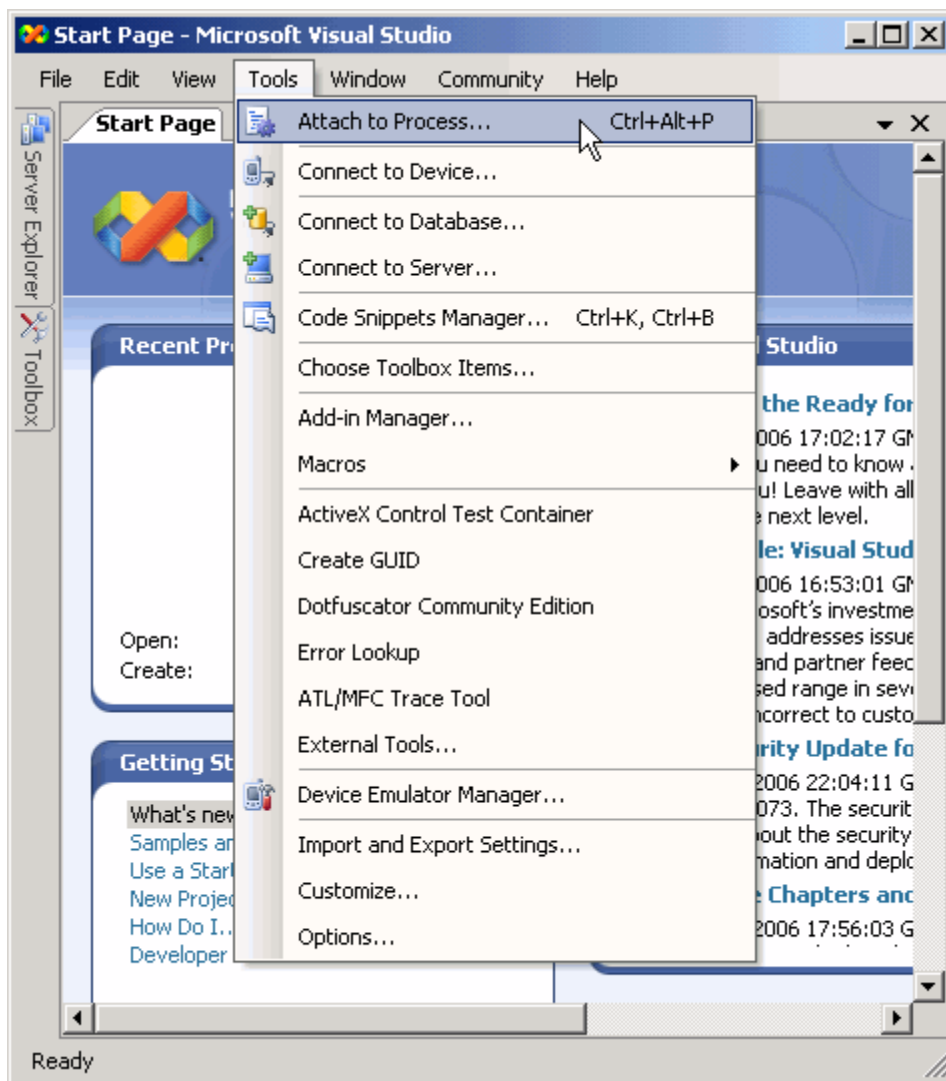 Start Page - Microsoft Visual Studio
File Edit View Tools Window Community Help
Start Page
Server Explorer
Toolbox
Attach to Process... Ctrl+Alt+P
Connect to Device...
Connect to Database...
Connect to Server...
Code Snippets Manager... Ctrl+K, Ctrl+B
Choose Toolbox Items...
Add-in Manager...
Macros
ActiveX Control Test Container
Create GUID
Dotfuscator Community Edition
Error Lookup
ATL/MFC Trace Tool
External Tools...
Device Emulator Manager...
Import and Export Settings...
Customize...
Options...
Recent Pr
Open:
Create:
Getting St
What's new
Samples ar
Use a Star
New Projec
How Do I..
Developer
Studio
the Ready for
006 17:02:17 GM
u need to know
u! Leave with all
e next level.
le: Visual Stud
006 16:53:01 GM
osoft's investme
addresses issue
and partner feed
sed range in seve
ncorrect to custo
rity Update fo
2006 22:04:11 G
073. The securit
out the security
mation and deplo
e Chapters and
2006 17:56:03 G
Ready